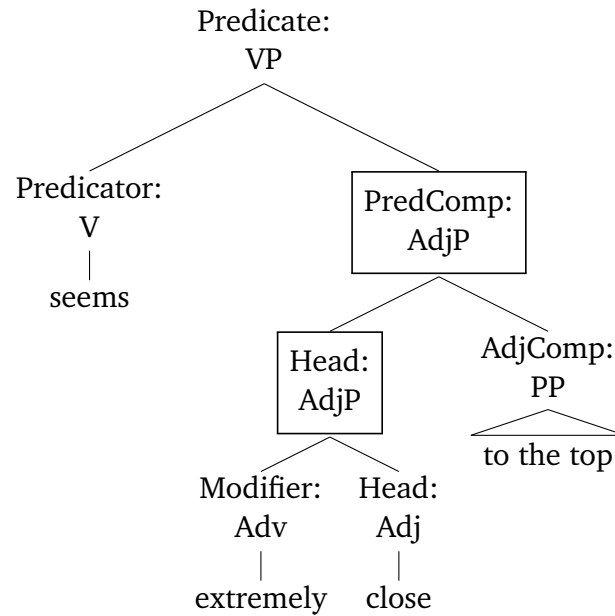 Predicate:
VP
Predicator:
V
seems
PredComp:
AdjP
Head:
AdjP
AdjComp:
PP
to the top
Modifier:
Adv
extremely
Head:
Adj
close